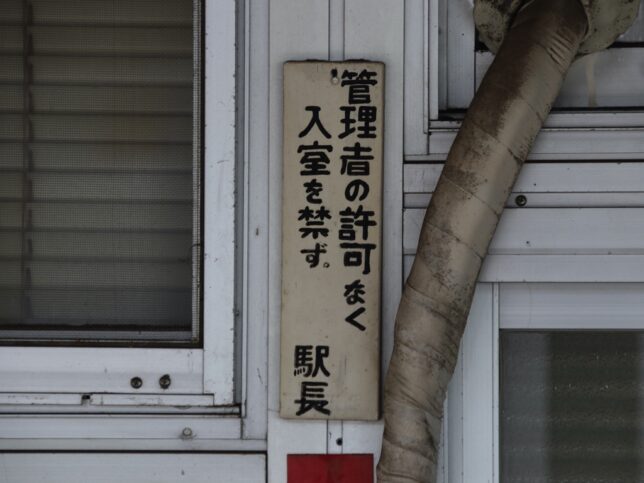 管理者の許可なく
入室を禁ず。
駅長